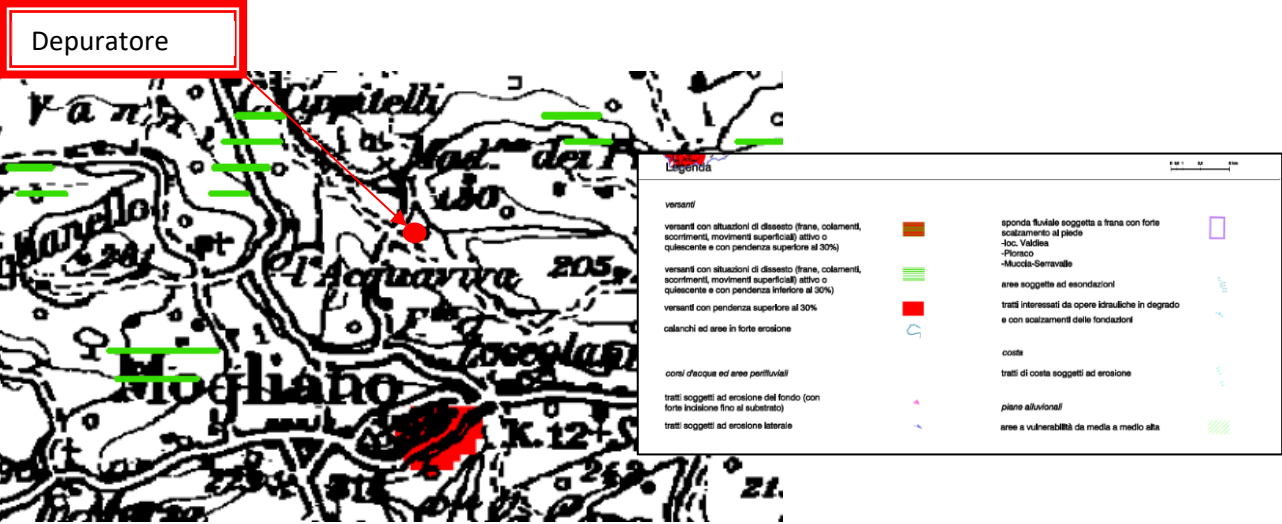 Depuratore
C. Cippitelli
Mad.na dei
180
261
l'Acquaviva
205
Mogliano
K.12
Legenda
versanti
versanti con situazioni di dissesto (frane, colamenti,
scorrimenti, movimenti superficiali) attivo o
quiescente e con pendenza superiore al 30%)
versanti con situazioni di dissesto (frane, colamenti,
scorrimenti, movimenti superficiali) attivo o
quiescente e con pendenza inferiore al 30%)
versanti con pendenza superiore al 30%
calanchi ed aree in forte erosione
corsi d'acqua ed aree perifluviali
tratti soggetti ad erosione del fondo (con
forte incisione fino al substrato)
tratti soggetti ad erosione laterale
sponda fluviale soggetta a frana con forte
scalzamento al piede
-loc. Valdiea
-Pioraco
-Muccia-Serravalle
aree soggette ad esondazioni
tratti interessati da opere idrauliche in degrado
e con scalzamenti delle fondazioni
costa
tratti di costa soggetti ad erosione
piane alluvionali
aree a vulnerabilità da media a medio alta